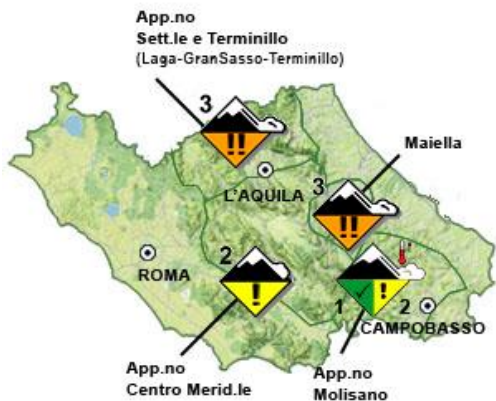 App.no
Sett.le e Terminillo
(Laga-GranSasso-Terminillo)
3
!!
Maiella
L'AQUILA
3
!!
ROMA
2
!
1
!
2
CAMPOBASSO
App.no
Centro Merid.le
App.no
Molisano